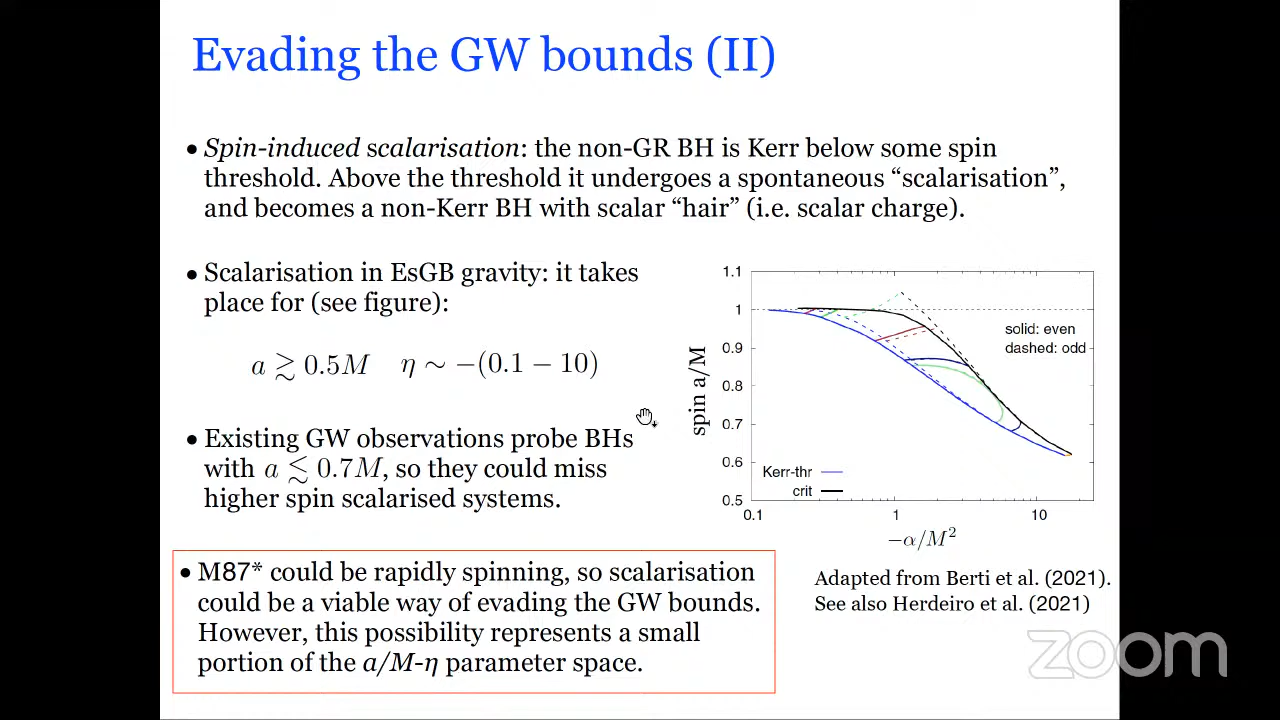 Evading the GW bounds (II)
• Spin-induced scalarisation: the non-GR BH is Kerr below some spin
threshold. Above the threshold it undergoes a spontaneous “scalarisation”,
and becomes a non-Kerr BH with scalar “hair” (i.e. scalar charge).
• Scalarisation in EsGB gravity: it takes
place for (see figure):
a ≳ 0.5M η ∼ −(0.1 − 10)
• Existing GW observations probe BHs
with a ≲ 0.7M, so they could miss
higher spin scalarised systems.
• M87* could be rapidly spinning, so scalarisation
could be a viable way of evading the GW bounds.
However, this possibility represents a small
portion of the a/M-η parameter space.
1.1
1
0.9
0.8
0.7
0.6
0.5
spin a/M
solid: even
dashed: odd
Kerr-thr
crit
0.1 1 10
−α/M²
Adapted from Berti et al. (2021).
See also Herdeiro et al. (2021)
zoom